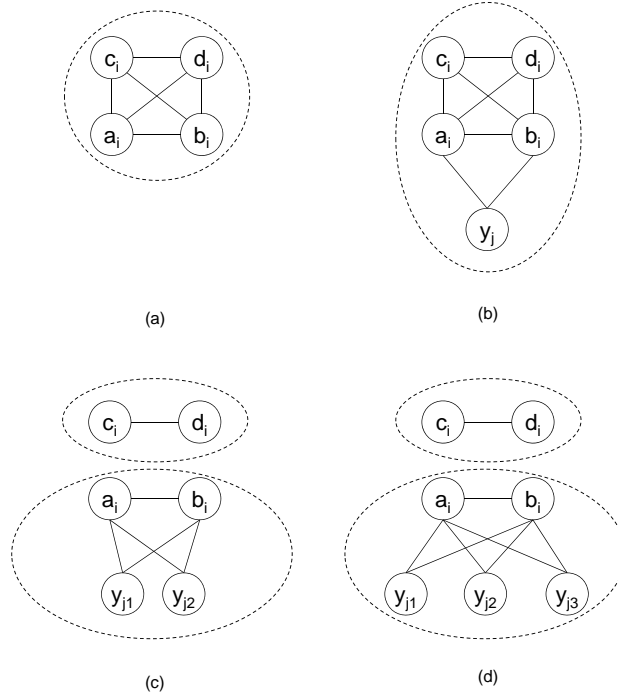 c_i d_i c_i d_i
a_i b_i a_i b_i
y_j
(a) (b)
c_i d_i c_i d_i
a_i b_i a_i b_i
y_j1 y_j2 y_j1 y_j2 y_j3
(c) (d)